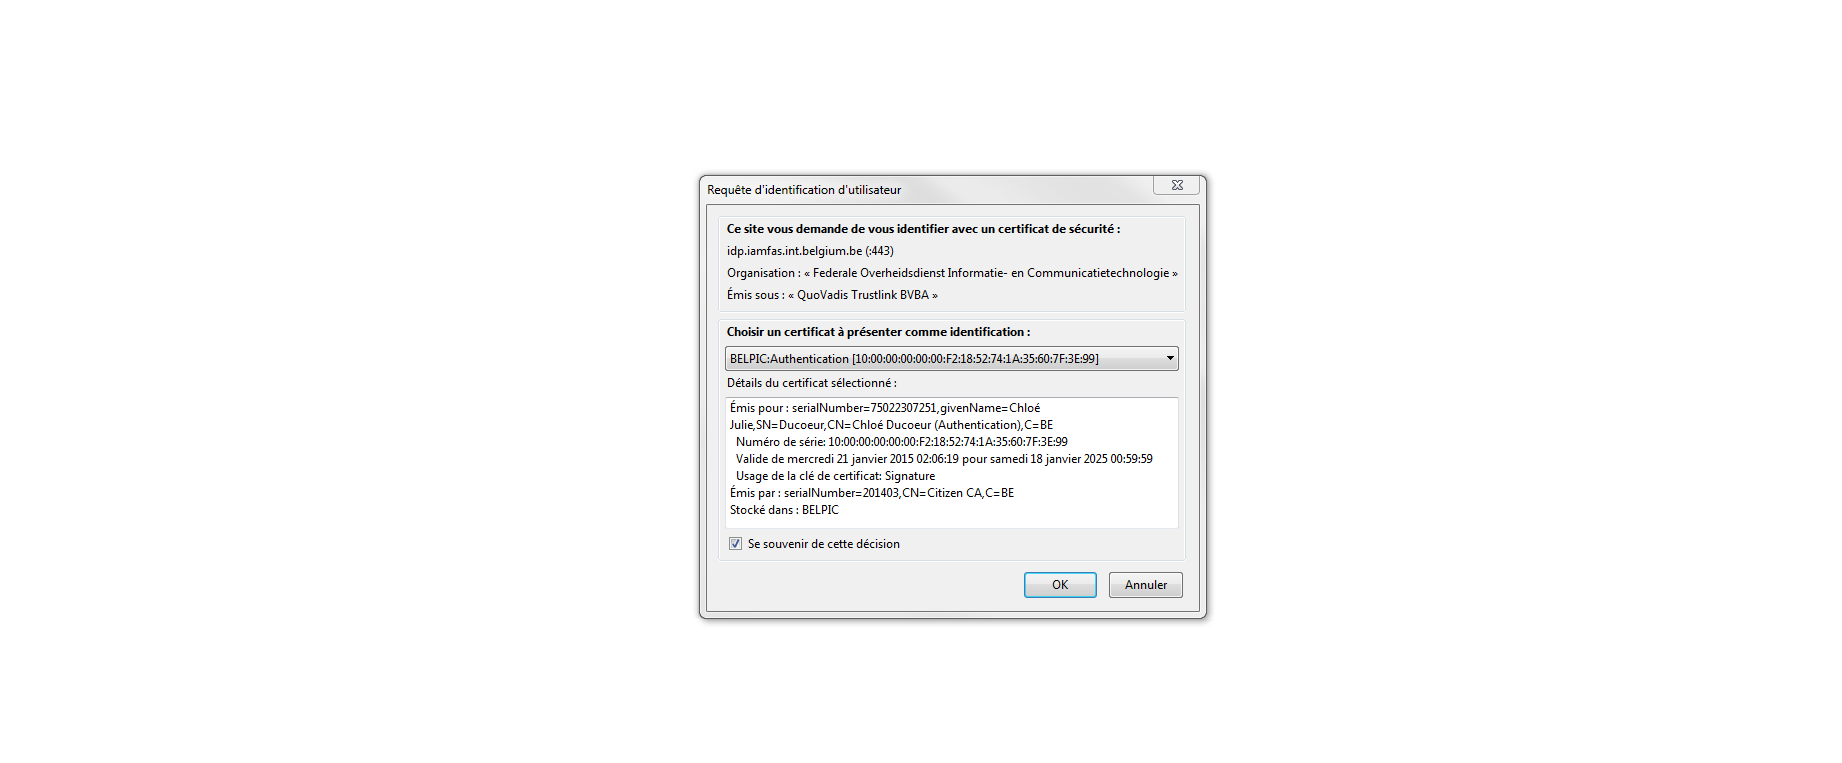 Requête d'identification d'utilisateur
Ce site vous demande de vous identifier avec un certificat de sécurité :
idp.iamfas.int.belgium.be (:443)
Organisation : « Federale Overheidsdienst Informatie- en Communicatietechnologie »
Émis sous : « QuoVadis Trustlink BVBA »
Choisir un certificat à présenter comme identification :
BELPIC:Authentication [10:00:00:00:00:00:F2:18:52:74:1A:35:60:7F:3E:99]
Détails du certificat sélectionné :
Émis pour : serialNumber=75022307251,givenName=Chloé
Julie,SN=Ducoeur,CN=Chloé Ducoeur (Authentication),C=BE
Numéro de série: 10:00:00:00:00:00:F2:18:52:74:1A:35:60:7F:3E:99
Valide de mercredi 21 janvier 2015 02:06:19 pour samedi 18 janvier 2025 00:59:59
Usage de la clé de certificat: Signature
Émis par : serialNumber=201403,CN=Citizen CA,C=BE
Stocké dans : BELPIC
Se souvenir de cette décision
OK Annuler